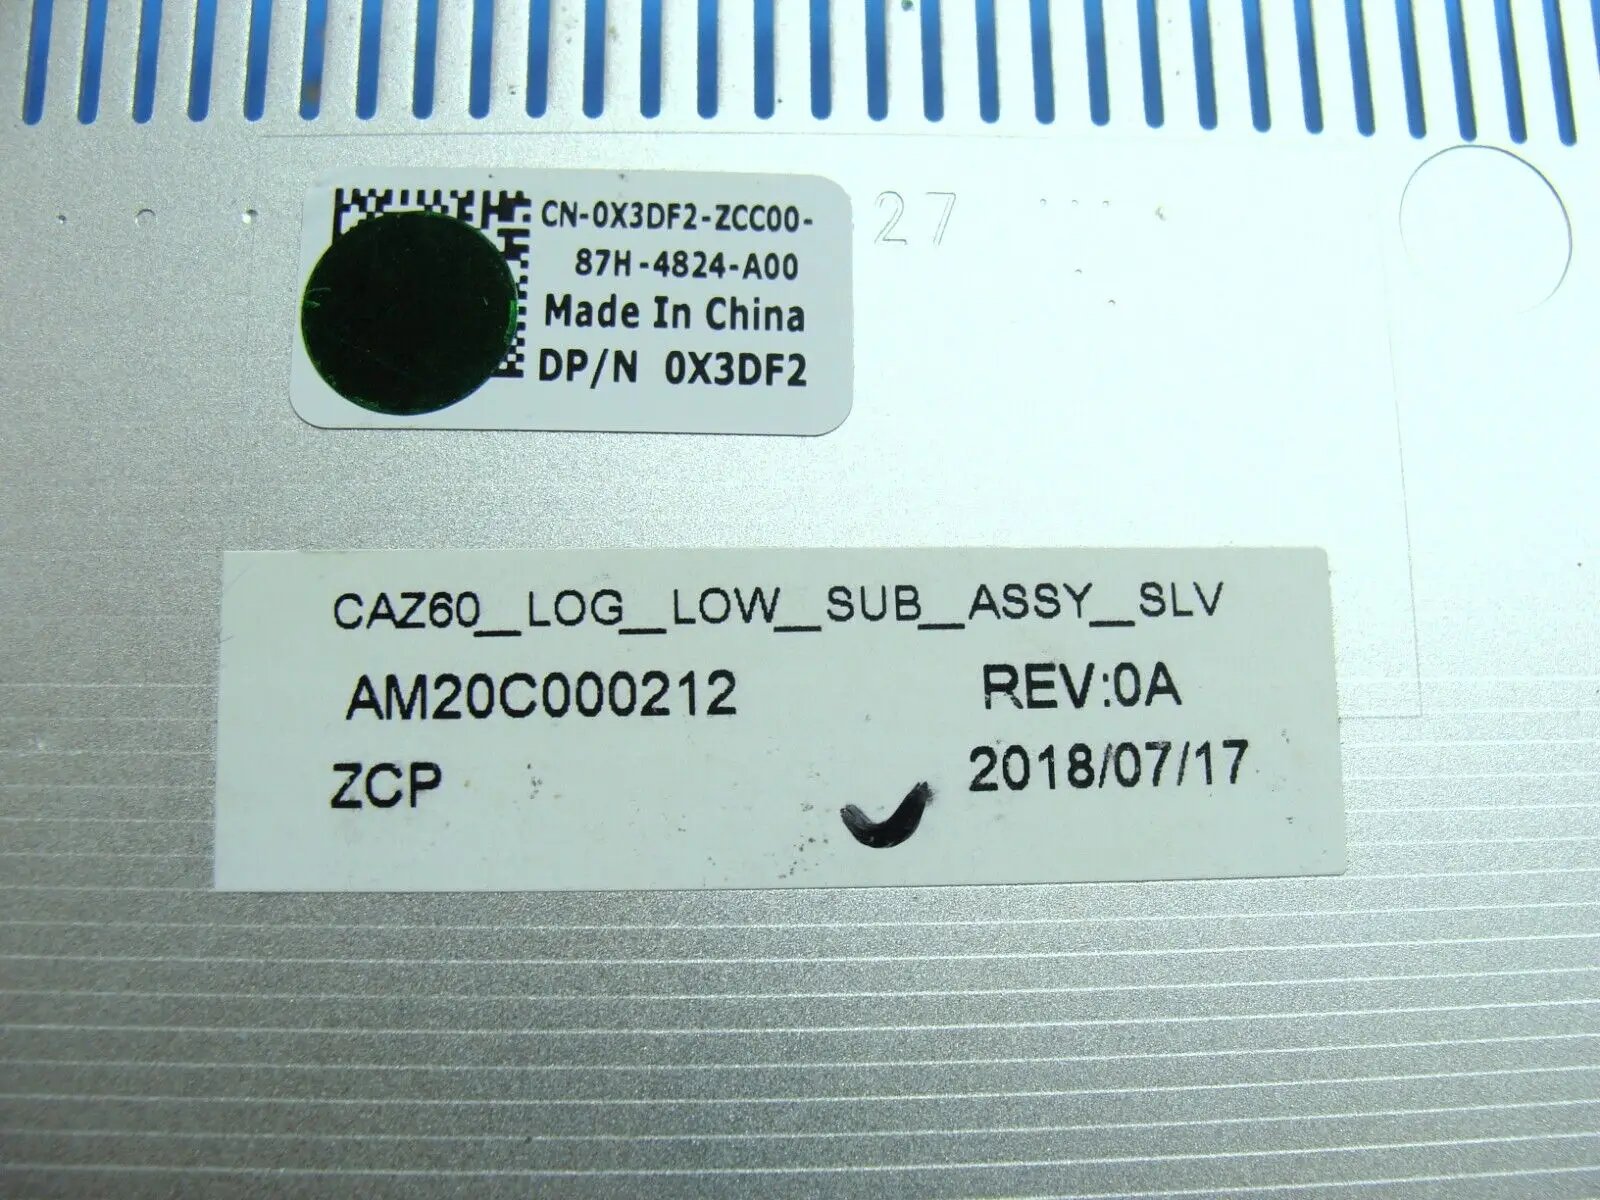 CN-0X3DF2-ZCC00-
87H-4824-A00
Made In China
DP/N 0X3DF2
27
CAZ60_LOG_LOW_SUB_ASSY_SLV
AM20C000212 REV:0A
ZCP 2018/07/17